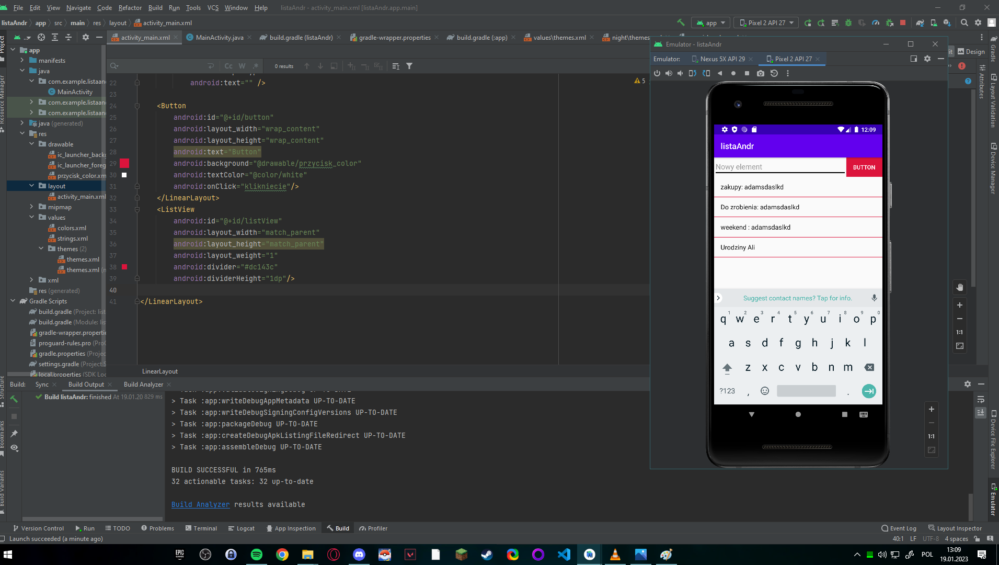 File Edit View Navigate Code Refactor Build Run Tools VCS Window Help listaAndr - activity_main.xml [listaAndr.app.main]
listaAndr app src main res layout activity_main.xml
app Pixel 2 API 27
activity_main.xml MainActivity.java build.gradle (listaAndr) gradle-wrapper.properties build.gradle (:app) values\themes.xml night\themes
Project
Resource Manager
Structure
Bookmarks
Build Variants
app
manifests
java
com.example.listaan
MainActivity
com.example.listaan
com.example.listaan
java (generated)
res
drawable
ic_launcher_backg
ic_launcher_foreg
przycisk_color.xm
layout
activity_main.xml
mipmap
values
colors.xml
strings.xml
themes (2)
themes.xml
themes.xml
xml
res (generated)
Gradle Scripts
build.gradle (Project: list
build.gradle (Module: lis
gradle-wrapper.propertie
proguard-rules.pro (ProG
gradle.properties (Projec
settings.gradle (Project S
local.properties (SDK Loc
Cc W .* 0 results
5
22 android:text="" />
23
24 <Button
25 android:id="@+id/button"
26 android:layout_width="wrap_content"
27 android:layout_height="wrap_content"
28 android:text="Button"
29 android:background="@drawable/przycisk_color"
30 android:textColor="@color/white"
31 android:onClick="klikniecie"/>
32 </LinearLayout>
33 <ListView
34 android:id="@+id/listView"
35 android:layout_width="match_parent"
36 android:layout_height="match_parent"
37 android:layout_weight="1"
38 android:divider="#dc143c"
39 android:dividerHeight="1dp"/>
40
41 </LinearLayout>
LinearLayout
Emulator - listaAndr
Emulator: Nexus 5X API 29 Pixel 2 API 27
12:09
listaAndr
Nowy element BUTTON
zakupy: adamsdaslkd
Do zrobienia: adamsdaslkd
weekend : adamsdaslkd
Urodziny Ali
Suggest contact names? Tap for info.
1 2 3 4 5 6 7 8 9 0
q w e r t y u i o p
a s d f g h j k l
z x c v b n m
?123 , .
Design
1:1
1:1
Gradle
Attributes
Layout Validation
Device Manager
Device File Explorer
Emulator
Build: Sync Build Output Build Analyzer
Build listaAndr: finished At 19.01.20 829 ms
> Task :app:writeDebugAppMetadata UP-TO-DATE
> Task :app:writeDebugSigningConfigVersions UP-TO-DATE
> Task :app:packageDebug UP-TO-DATE
> Task :app:createDebugApkListingFileRedirect UP-TO-DATE
> Task :app:assembleDebug UP-TO-DATE
BUILD SUCCESSFUL in 765ms
32 actionable tasks: 32 up-to-date
Build Analyzer results available
Version Control Run TODO Problems Terminal Logcat App Inspection Build Profiler Event Log Layout Inspector
Launch succeeded (a minute ago) 40:1 LF UTF-8 4 spaces
EPIC GAMES
POL 13:09
19.01.2023